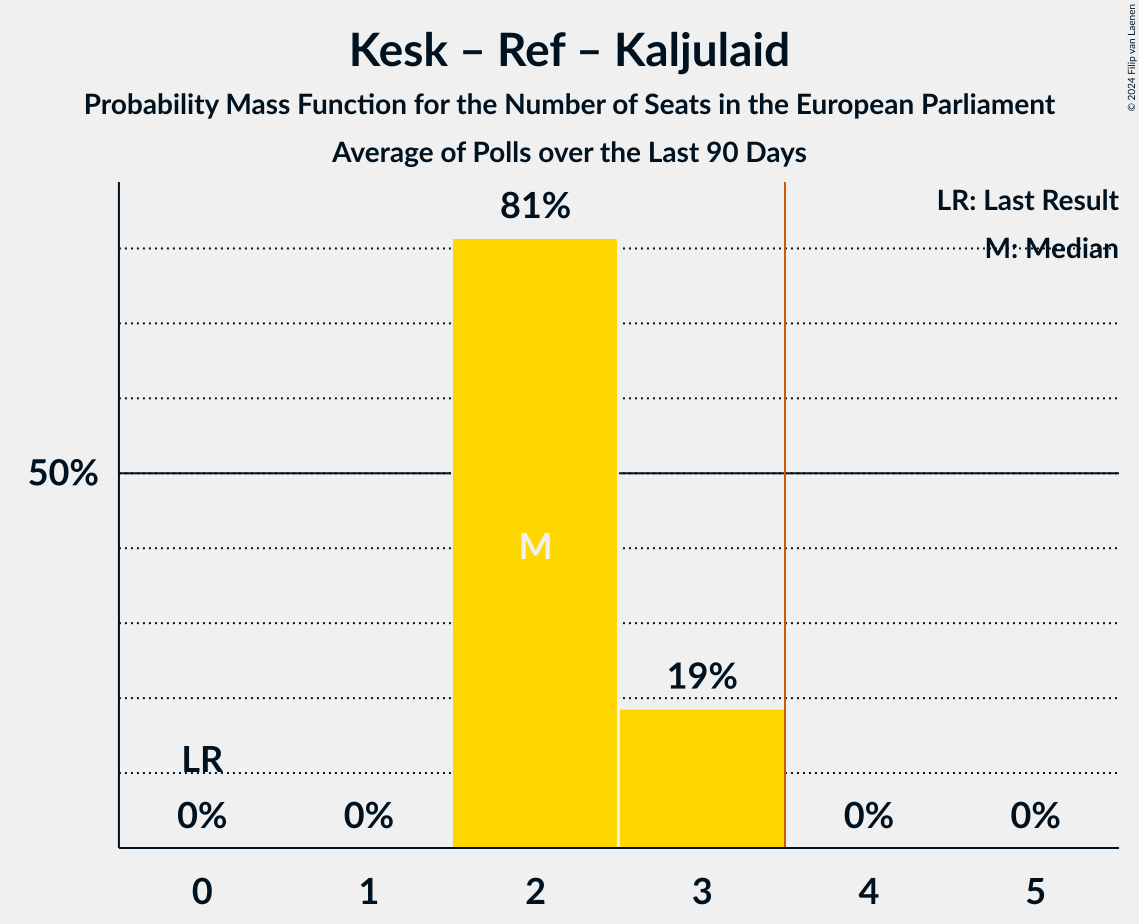 Kesk – Ref – Kaljulaid
Probability Mass Function for the Number of Seats in the European Parliament
Average of Polls over the Last 90 Days
© 2024 Filip van Laenen
LR: Last Result
M: Median
81%
50%
M
19%
LR
0% 0% 0% 0%
0 1 2 3 4 5